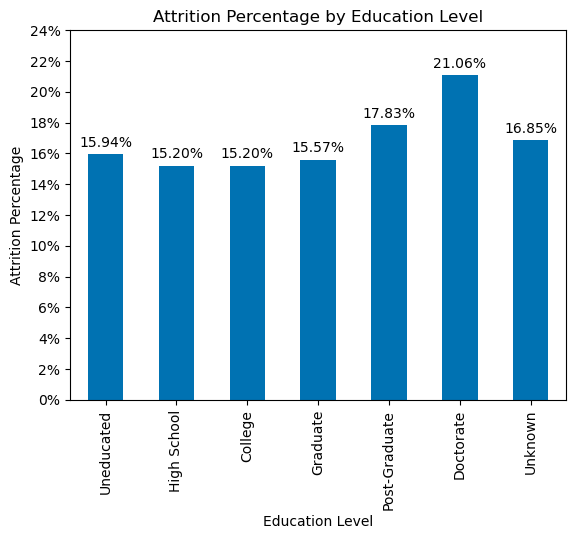 Attrition Percentage by Education Level
Attrition Percentage
24%
22%
20%
18%
16%
14%
12%
10%
8%
6%
4%
2%
0%
15.94%
15.20%
15.20%
15.57%
17.83%
21.06%
16.85%
Uneducated
High School
College
Graduate
Post-Graduate
Doctorate
Unknown
Education Level